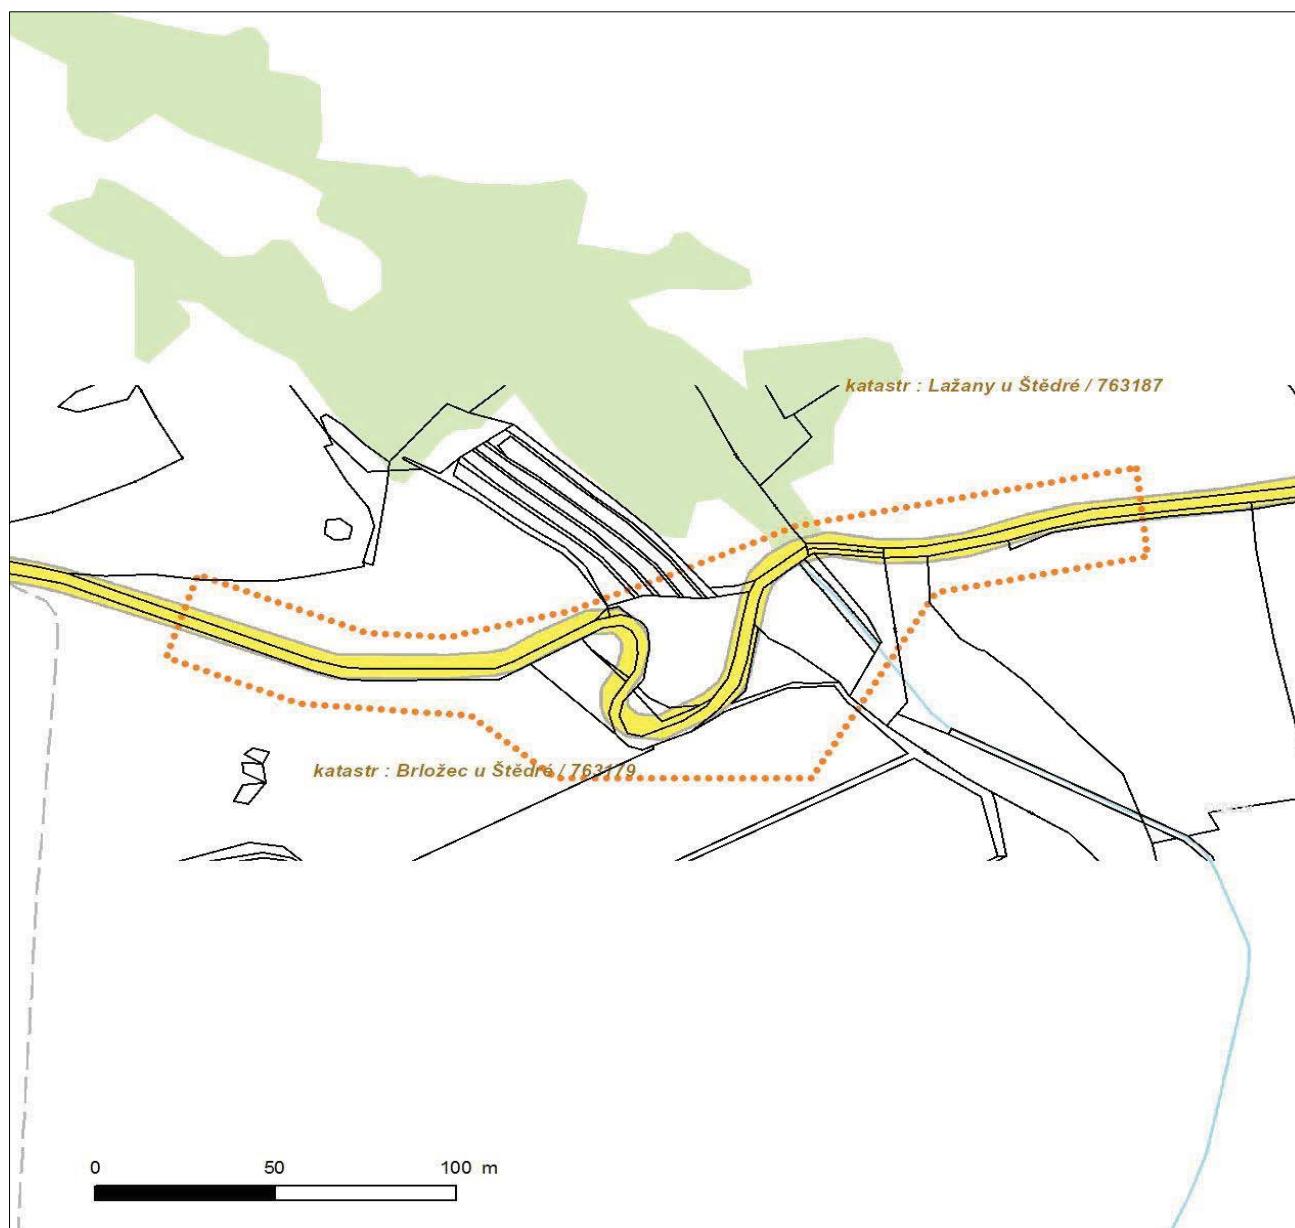 katastr : Lažany u Štědré / 763187
katastr : Brložec u Štědré / 763179
0 50 100 m